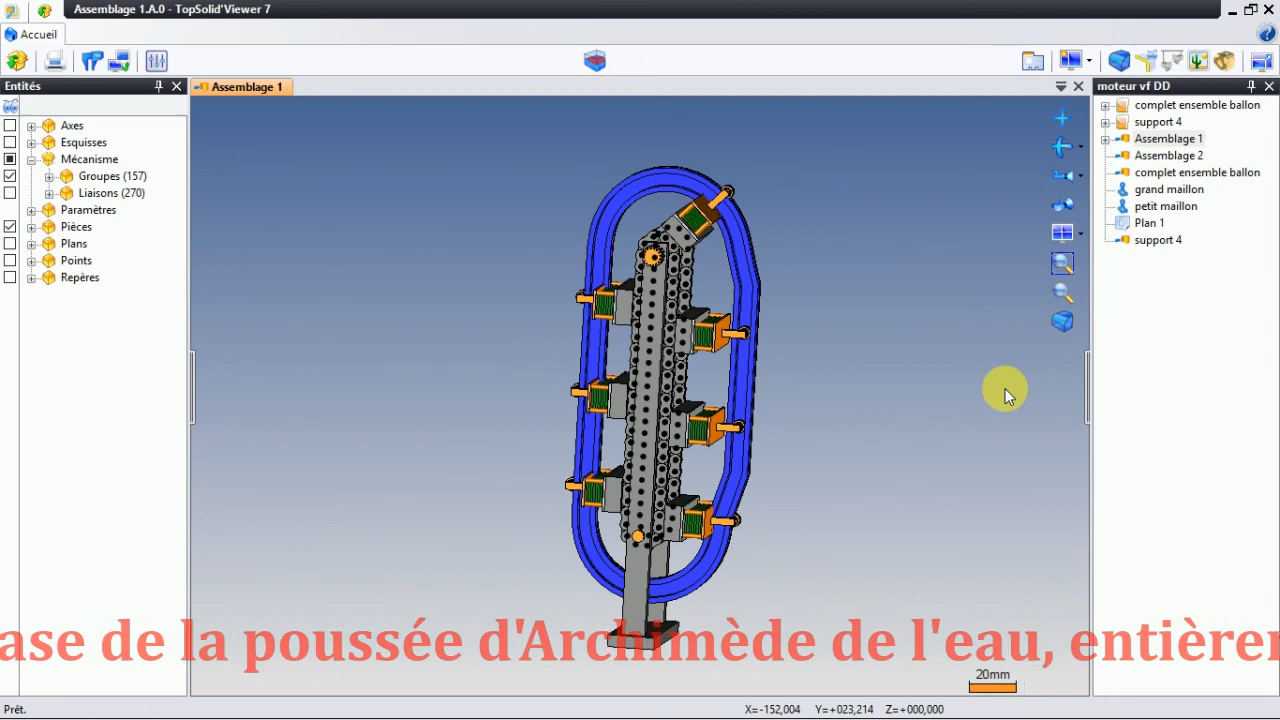 Assemblage 1.A.0 - TopSolid'Viewer 7
Accueil
Entités
Axes
Esquisses
Mécanisme
Groupes (157)
Liaisons (270)
Paramètres
Pièces
Plans
Points
Repères
Assemblage 1
moteur vf DD
complet ensemble ballon
support 4
Assemblage 1
Assemblage 2
complet ensemble ballon
grand maillon
petit maillon
Plan 1
support 4
ase de la poussée d'Archimède de l'eau, entièrer
20mm
Prêt.
X=-152,004 Y=+023,214 Z=+000,000